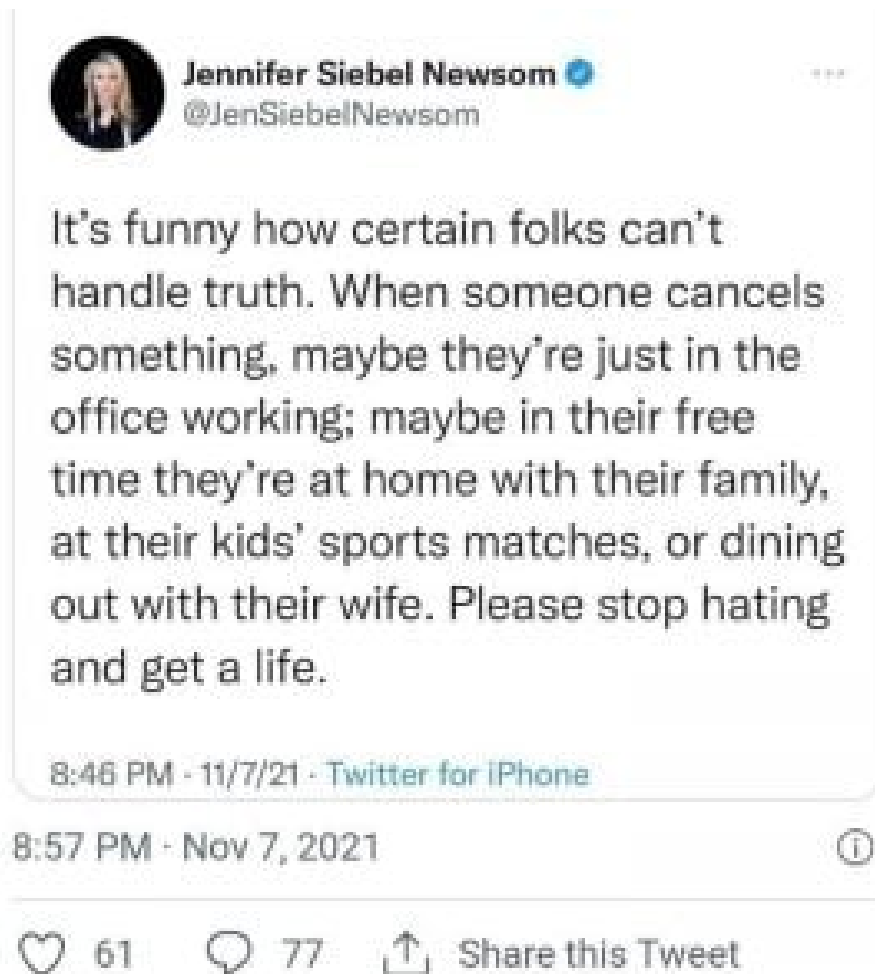 Jennifer Siebel Newsom
@JenSiebelNewsom
It's funny how certain folks can't
handle truth. When someone cancels
something, maybe they're just in the
office working; maybe in their free
time they're at home with their family,
at their kids' sports matches, or dining
out with their wife. Please stop hating
and get a life.
8:46 PM · 11/7/21 · Twitter for iPhone
8:57 PM · Nov 7, 2021
61 77 Share this Tweet